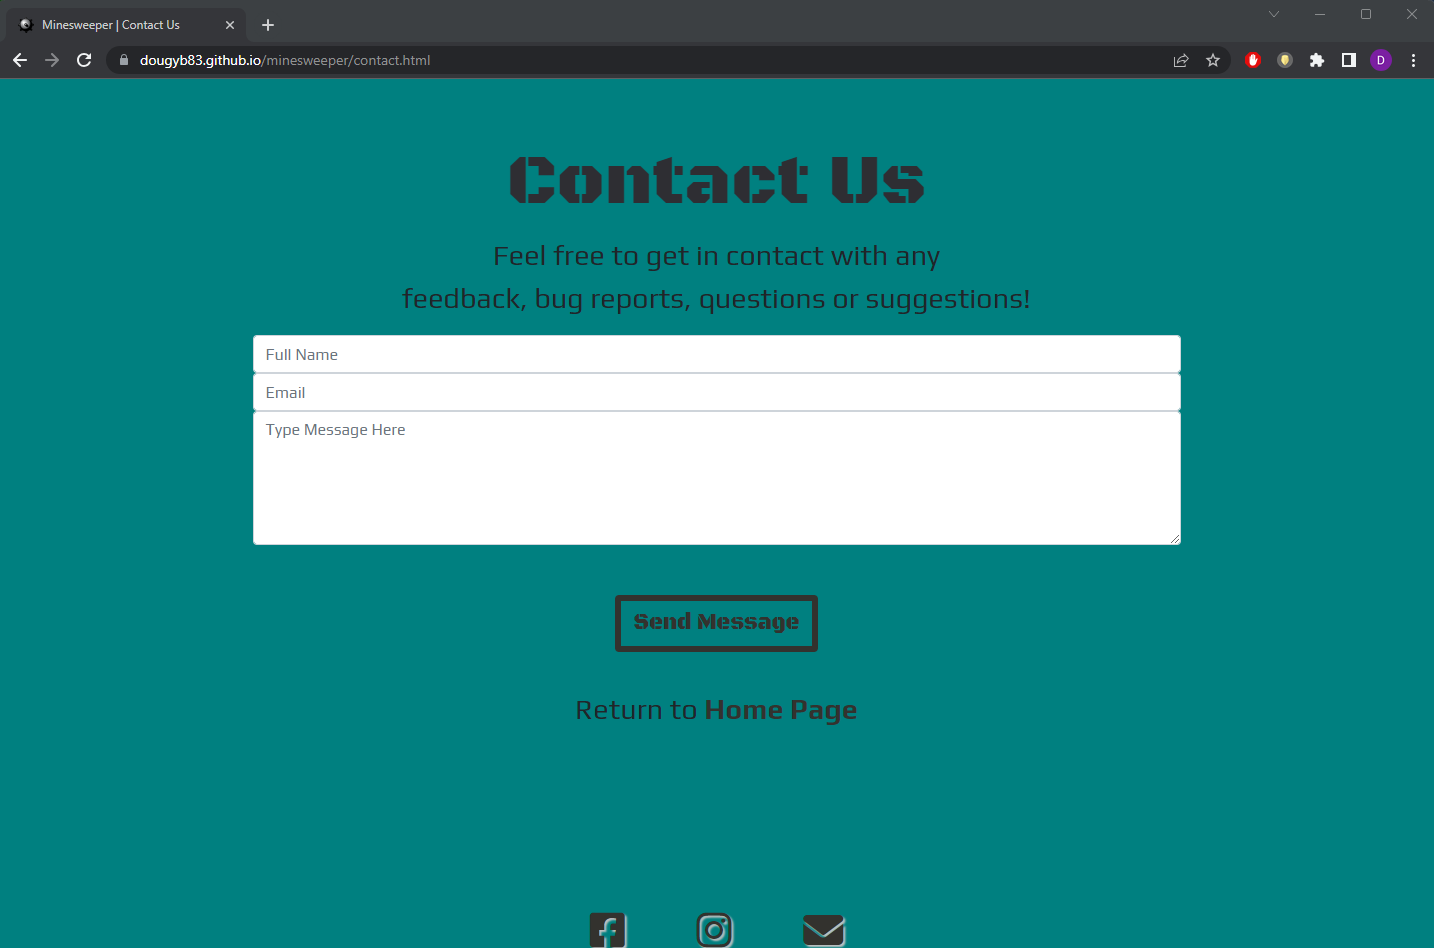 Minesweeper | Contact Us
dougyb83.github.io/minesweeper/contact.html
D
Contact Us
Feel free to get in contact with any
feedback, bug reports, questions or suggestions!
Full Name
Email
Type Message Here
Send Message
Return to Home Page